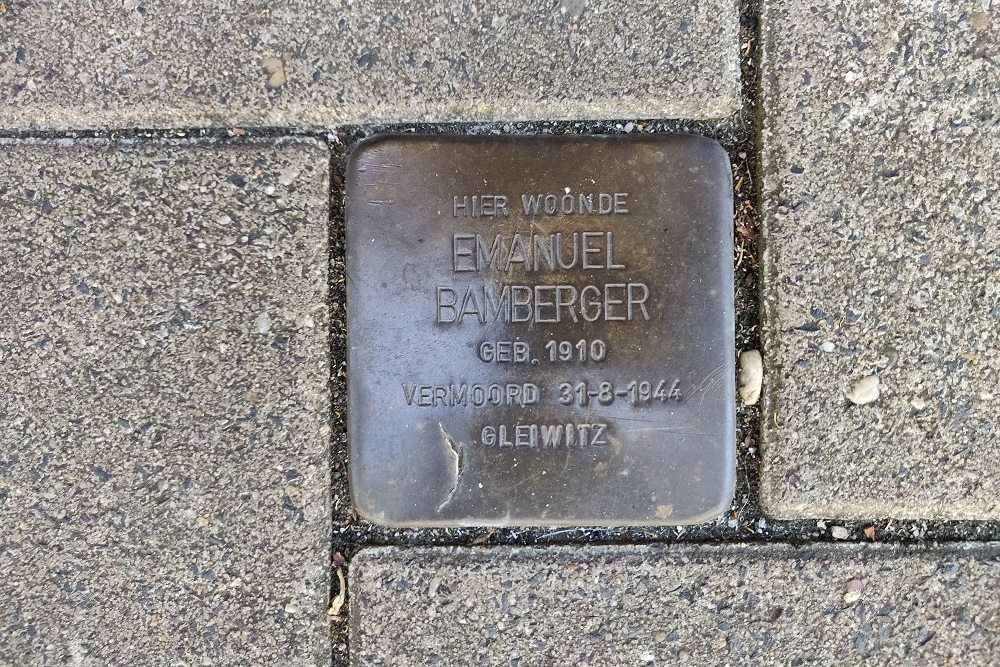 HIER WOONDE
EMANUEL
BAMBERGER
GEB. 1910
VERMOORD 31-8-1944
GLEIWITZ